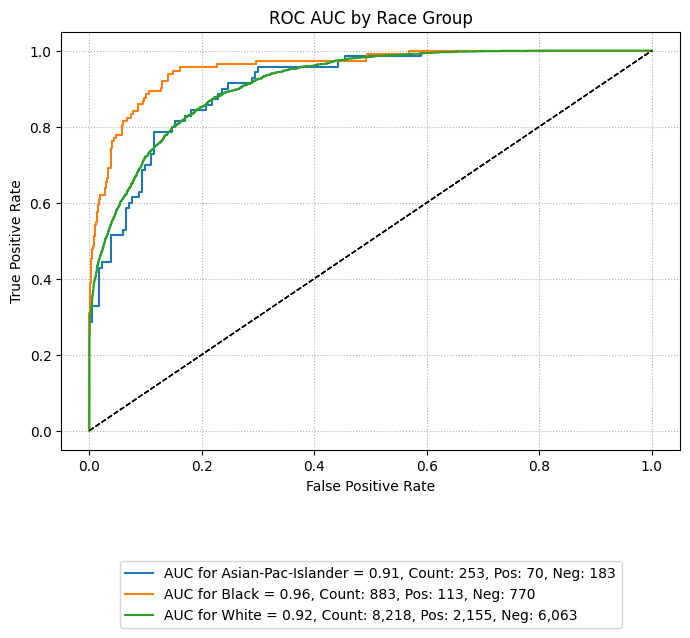 ROC AUC by Race Group
True Positive Rate
1.0
0.8
0.6
0.4
0.2
0.0
0.0 0.2 0.4 0.6 0.8 1.0
False Positive Rate
AUC for Asian-Pac-Islander = 0.91, Count: 253, Pos: 70, Neg: 183
AUC for Black = 0.96, Count: 883, Pos: 113, Neg: 770
AUC for White = 0.92, Count: 8,218, Pos: 2,155, Neg: 6,063